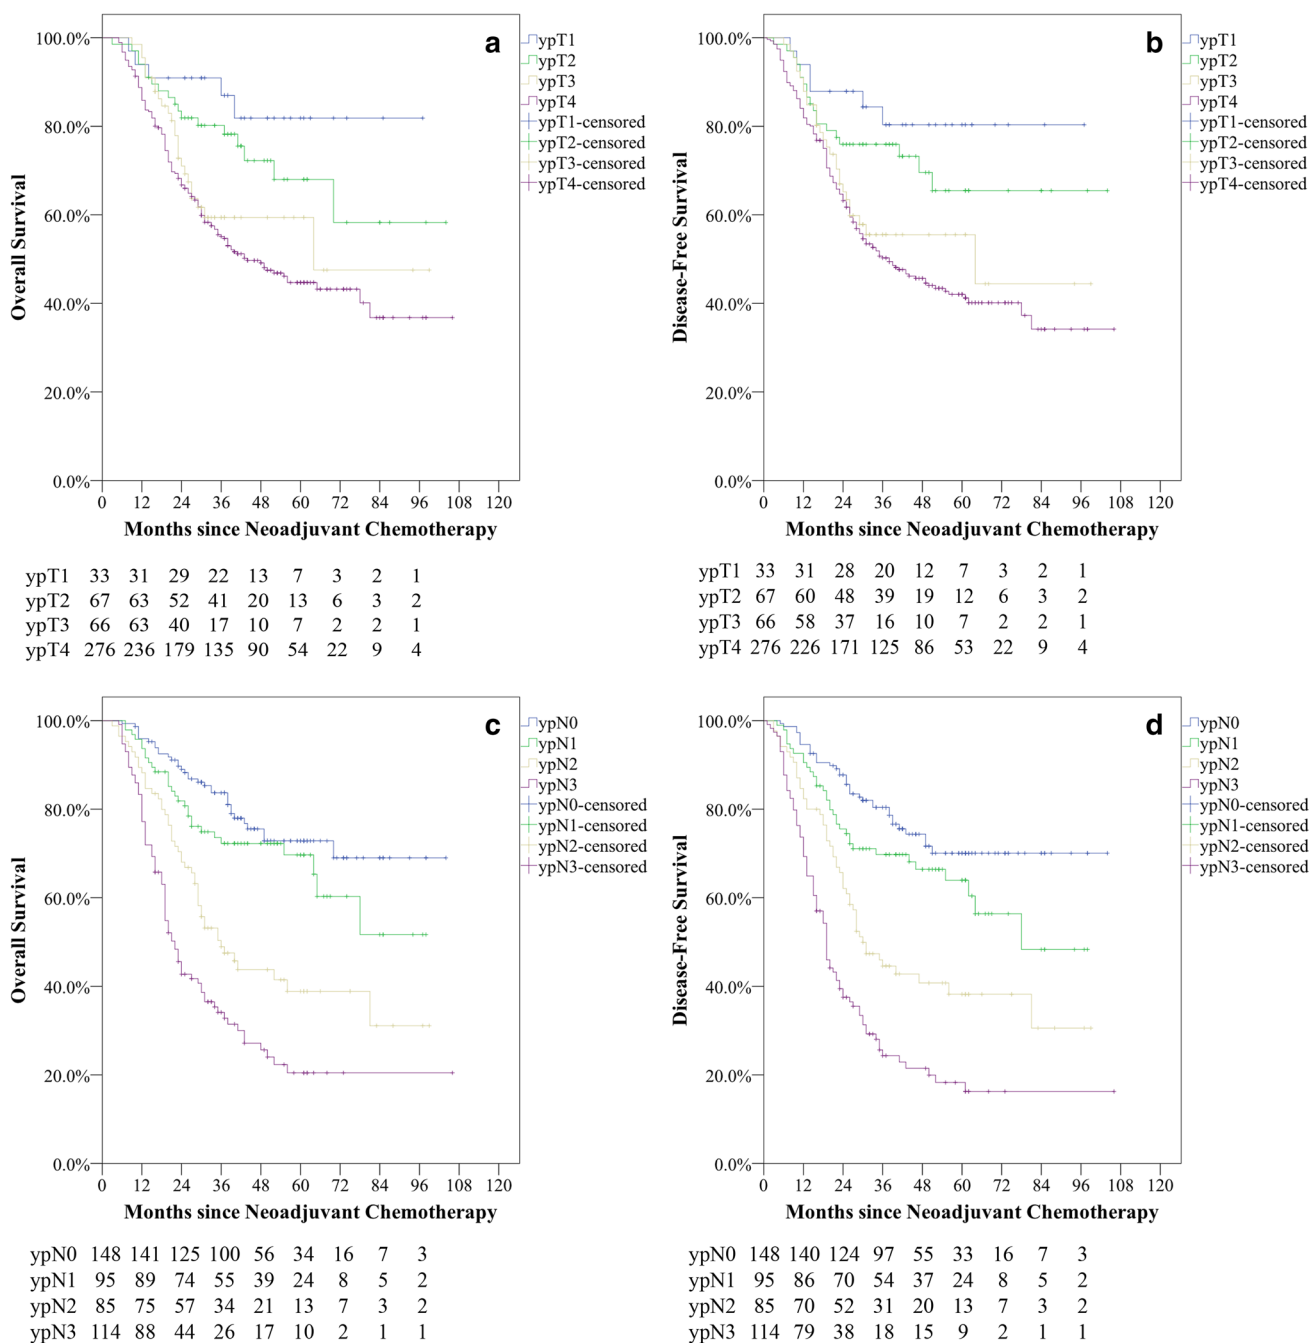 a
100.0%
80.0%
60.0%
40.0%
20.0%
0.0%
Overall Survival
0 12 24 36 48 60 72 84 96 108 120
Months since Neoadjuvant Chemotherapy
ypT1
ypT2
ypT3
ypT4
ypT1-censored
ypT2-censored
ypT3-censored
ypT4-censored
ypT1 33 31 29 22 13 7 3 2 1
ypT2 67 63 52 41 20 13 6 3 2
ypT3 66 63 40 17 10 7 2 2 1
ypT4 276 236 179 135 90 54 22 9 4
b
100.0%
80.0%
60.0%
40.0%
20.0%
0.0%
Disease-Free Survival
0 12 24 36 48 60 72 84 96 108 120
Months since Neoadjuvant Chemotherapy
ypT1
ypT2
ypT3
ypT4
ypT1-censored
ypT2-censored
ypT3-censored
ypT4-censored
ypT1 33 31 28 20 12 7 3 2 1
ypT2 67 60 48 39 19 12 6 3 2
ypT3 66 58 37 16 10 7 2 2 1
ypT4 276 226 171 125 86 53 22 9 4
c
100.0%
80.0%
60.0%
40.0%
20.0%
0.0%
Overall Survival
0 12 24 36 48 60 72 84 96 108 120
Months since Neoadjuvant Chemotherapy
ypN0
ypN1
ypN2
ypN3
ypN0-censored
ypN1-censored
ypN2-censored
ypN3-censored
ypN0 148 141 125 100 56 34 16 7 3
ypN1 95 89 74 55 39 24 8 5 2
ypN2 85 75 57 34 21 13 7 3 2
ypN3 114 88 44 26 17 10 2 1 1
d
100.0%
80.0%
60.0%
40.0%
20.0%
0.0%
Disease-Free Survival
0 12 24 36 48 60 72 84 96 108 120
Months since Neoadjuvant Chemotherapy
ypN0
ypN1
ypN2
ypN3
ypN0-censored
ypN1-censored
ypN2-censored
ypN3-censored
ypN0 148 140 124 97 55 33 16 7 3
ypN1 95 86 70 54 37 24 8 5 2
ypN2 85 70 52 31 20 13 7 3 2
ypN3 114 79 38 18 15 9 2 1 1